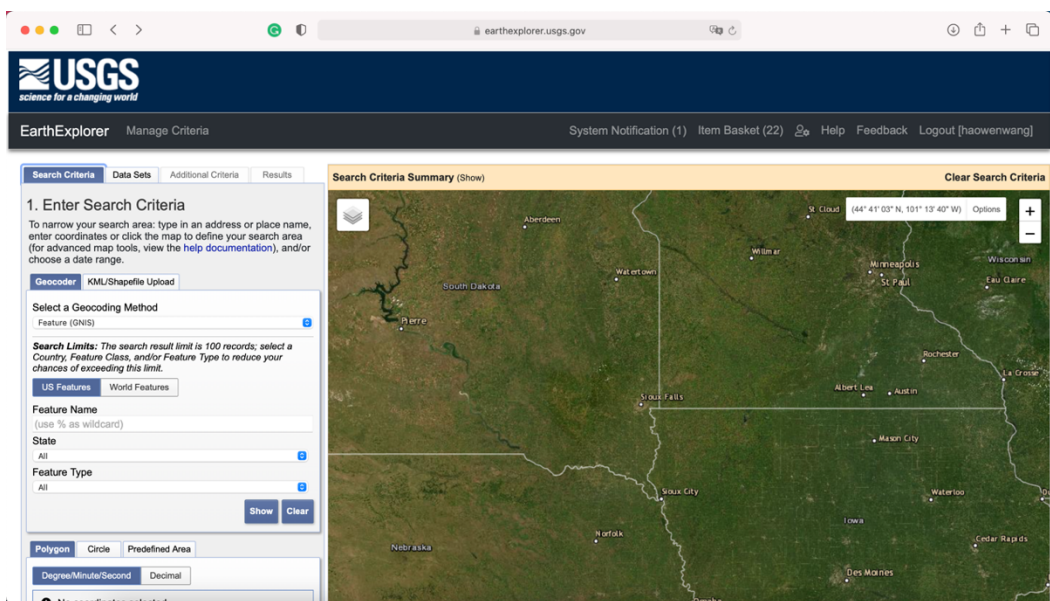 earthexplorer.usgs.gov
USGS
science for a changing world
EarthExplorer Manage Criteria System Notification (1) Item Basket (22) Help Feedback Logout [haowenwang]
Search Criteria Data Sets Additional Criteria Results
1. Enter Search Criteria
To narrow your search area: type in an address or place name,
enter coordinates or click the map to define your search area
(for advanced map tools, view the help documentation), and/or
choose a date range.
Geocoder KML/Shapefile Upload
Select a Geocoding Method
Feature (GNIS)
Search Limits: The search result limit is 100 records; select a
Country, Feature Class, and/or Feature Type to reduce your
chances of exceeding this limit.
US Features World Features
Feature Name
(use % as wildcard)
State
All
Feature Type
All
Show Clear
Polygon Circle Predefined Area
Degree/Minute/Second Decimal
No coordinates selected
Search Criteria Summary (Show) Clear Search Criteria
(44° 41' 03" N, 101° 13' 40" W) Options
+
−
Aberdeen
St Cloud
Willmar
Minneapolis
St Paul
Wisconsin
Eau Claire
Watertown
South Dakota
Pierre
Rochester
La Crosse
Albert Lea
Austin
Sioux Falls
Mason City
Sioux City
Waterloo
Iowa
Norfolk
Cedar Rapids
Nebraska
Des Moines
Omaha